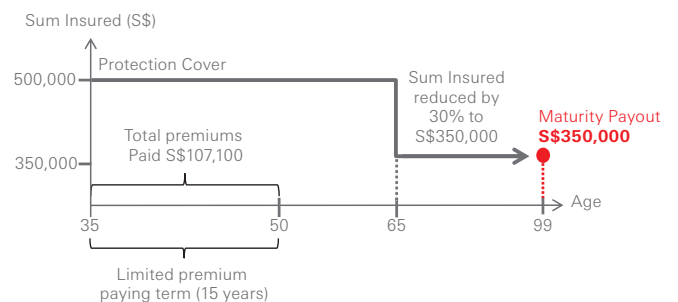 Sum Insured (S$)
Protection Cover
500,000
Sum Insured
reduced by
30% to
S$350,000
Maturity Payout
S$350,000
Total premiums
Paid S$107,100
350,000
Age
35
50
65
99
Limited premium
paying term (15 years)